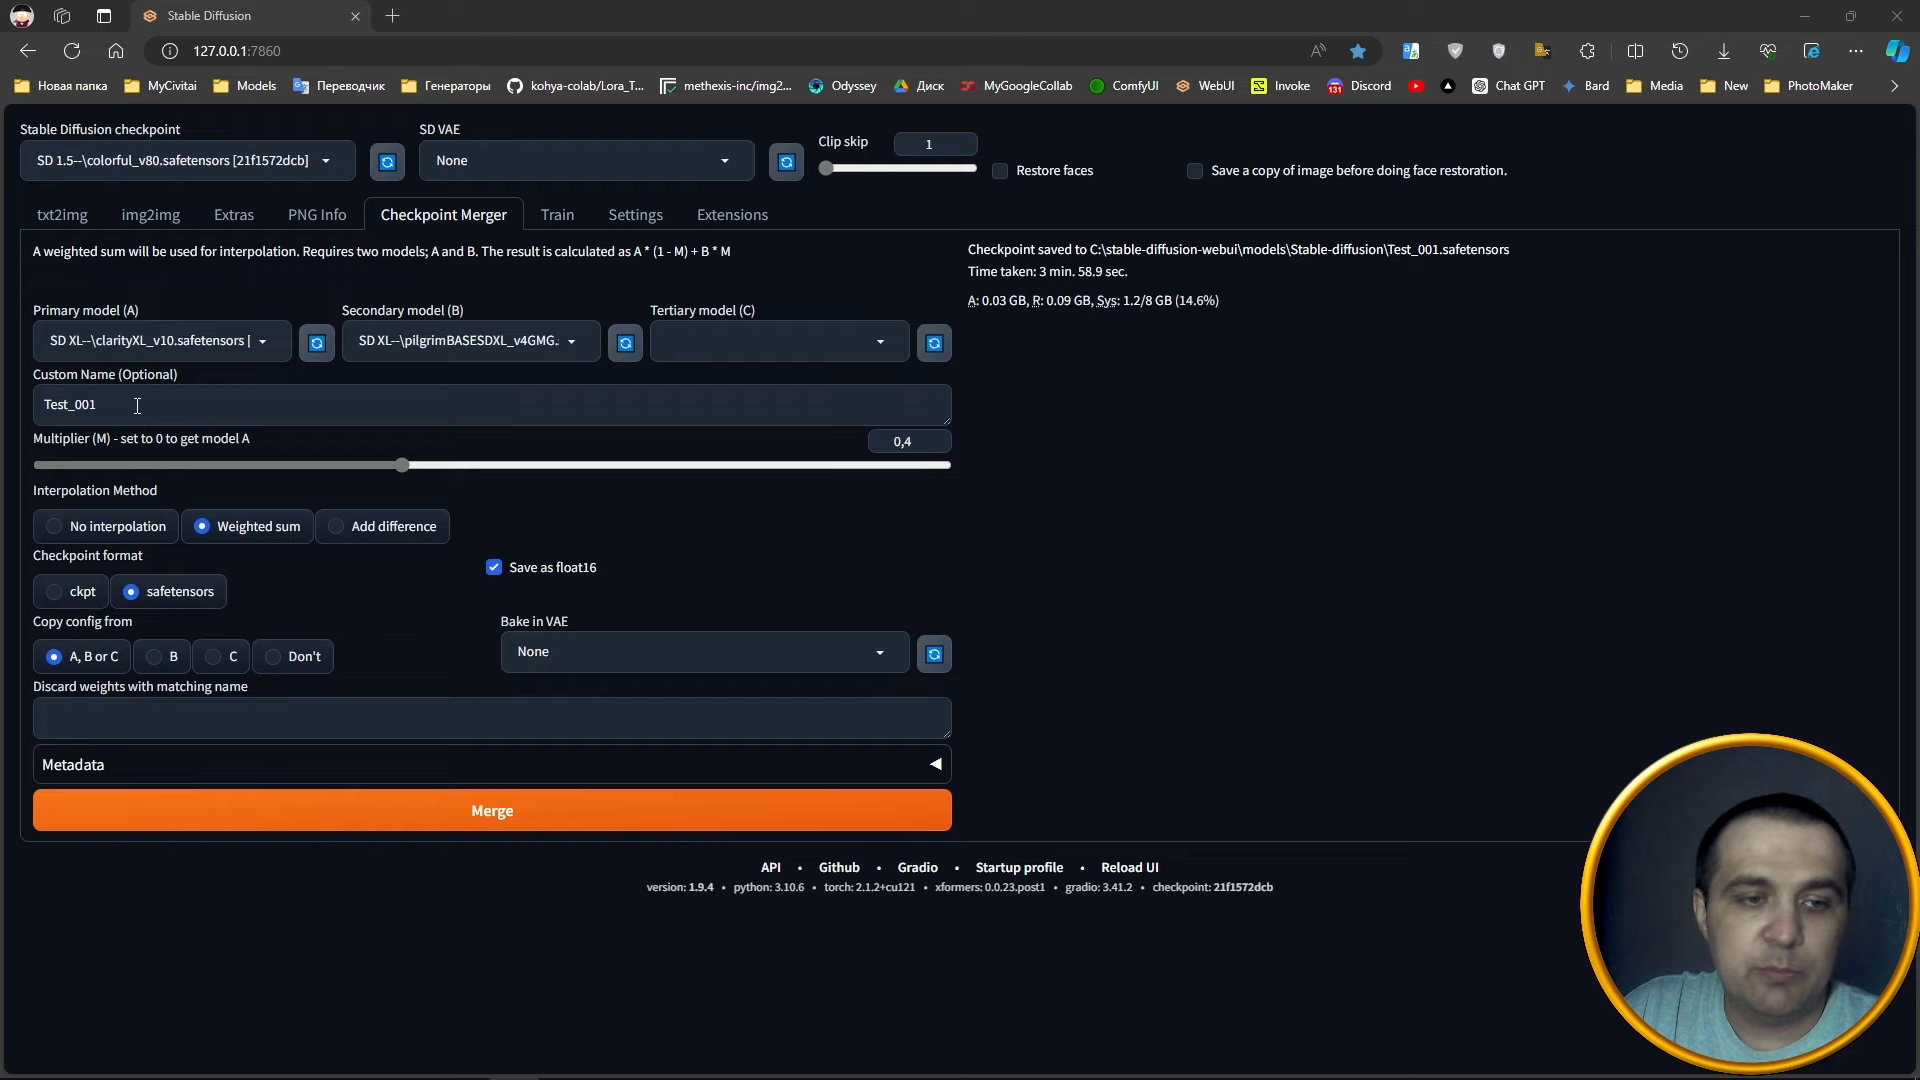 Stable Diffusion
127.0.0.1:7860
Новая папка MyCivitai Models Переводчик Генераторы kohya-colab/Lora_T... methexis-inc/img2... Odyssey Диск MyGoogleCollab ComfyUI WebUI Invoke 131 Discord Chat GPT Bard Media New PhotoMaker
Stable Diffusion checkpoint SD VAE Clip skip 1
SD 1.5--\colorful_v80.safetensors [21f1572dcb] None Restore faces Save a copy of image before doing face restoration.
txt2img img2img Extras PNG Info Checkpoint Merger Train Settings Extensions
A weighted sum will be used for interpolation. Requires two models; A and B. The result is calculated as A * (1 - M) + B * M
Primary model (A) Secondary model (B) Tertiary model (C)
SD XL--\clarityXL_v10.safetensors [ SD XL--\pilgrimBASESDXL_v4GMG.
Custom Name (Optional)
Test_001
Multiplier (M) - set to 0 to get model A 0,4
Interpolation Method
No interpolation Weighted sum Add difference
Checkpoint format
Save as float16
ckpt safetensors
Copy config from Bake in VAE
A, B or C B C Don't None
Discard weights with matching name
Metadata
Merge
Checkpoint saved to C:\stable-diffusion-webui\models\Stable-diffusion\Test_001.safetensors
Time taken: 3 min. 58.9 sec.
A: 0.03 GB, R: 0.09 GB, Sys: 1.2/8 GB (14.6%)
API • Github • Gradio • Startup profile • Reload UI
version: 1.9.4 • python: 3.10.6 • torch: 2.1.2+cu121 • xformers: 0.0.23.post1 • gradio: 3.41.2 • checkpoint: 21f1572dcb